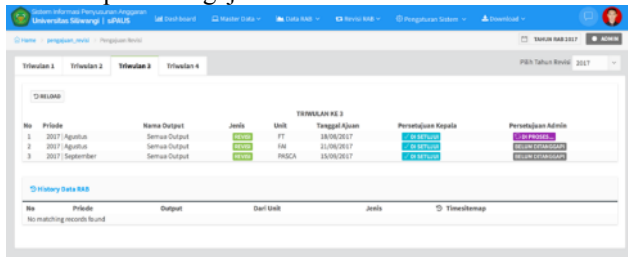 Sistem Informasi Penyusunan Anggaran
Universitas Siliwangi | siPAUS
Dashboard
Master Data
Data RAB
Revisi RAB
Pengaturan Sistem
Download
Home / pengajuan_revisi / Pengajuan Revisi
TAHUN RAB 2017
ADMIN
Triwulan 1 Triwulan 2 Triwulan 3 Triwulan 4
Pilih Tahun Revisi 2017
RELOAD
TRIWULAN KE 3
No Priode Nama Output Jenis Unit Tanggal Ajuan Persetajuan Kepala Persetajuan Admin
1 2017 | Agustus Semua Output REVISI FT 18/08/2017 DI SETUJUI DI PROSES...
2 2017 | Agustus Semua Output REVISI FAI 21/08/2017 DI SETUJUI BELUM DITANGGAPI
3 2017 | September Semua Output REVISI PASCA 15/09/2017 DI SETUJUI BELUM DITANGGAPI
History Data RAB
No Priode Output Dari Unit Jenis Timesitemap
No matching records found